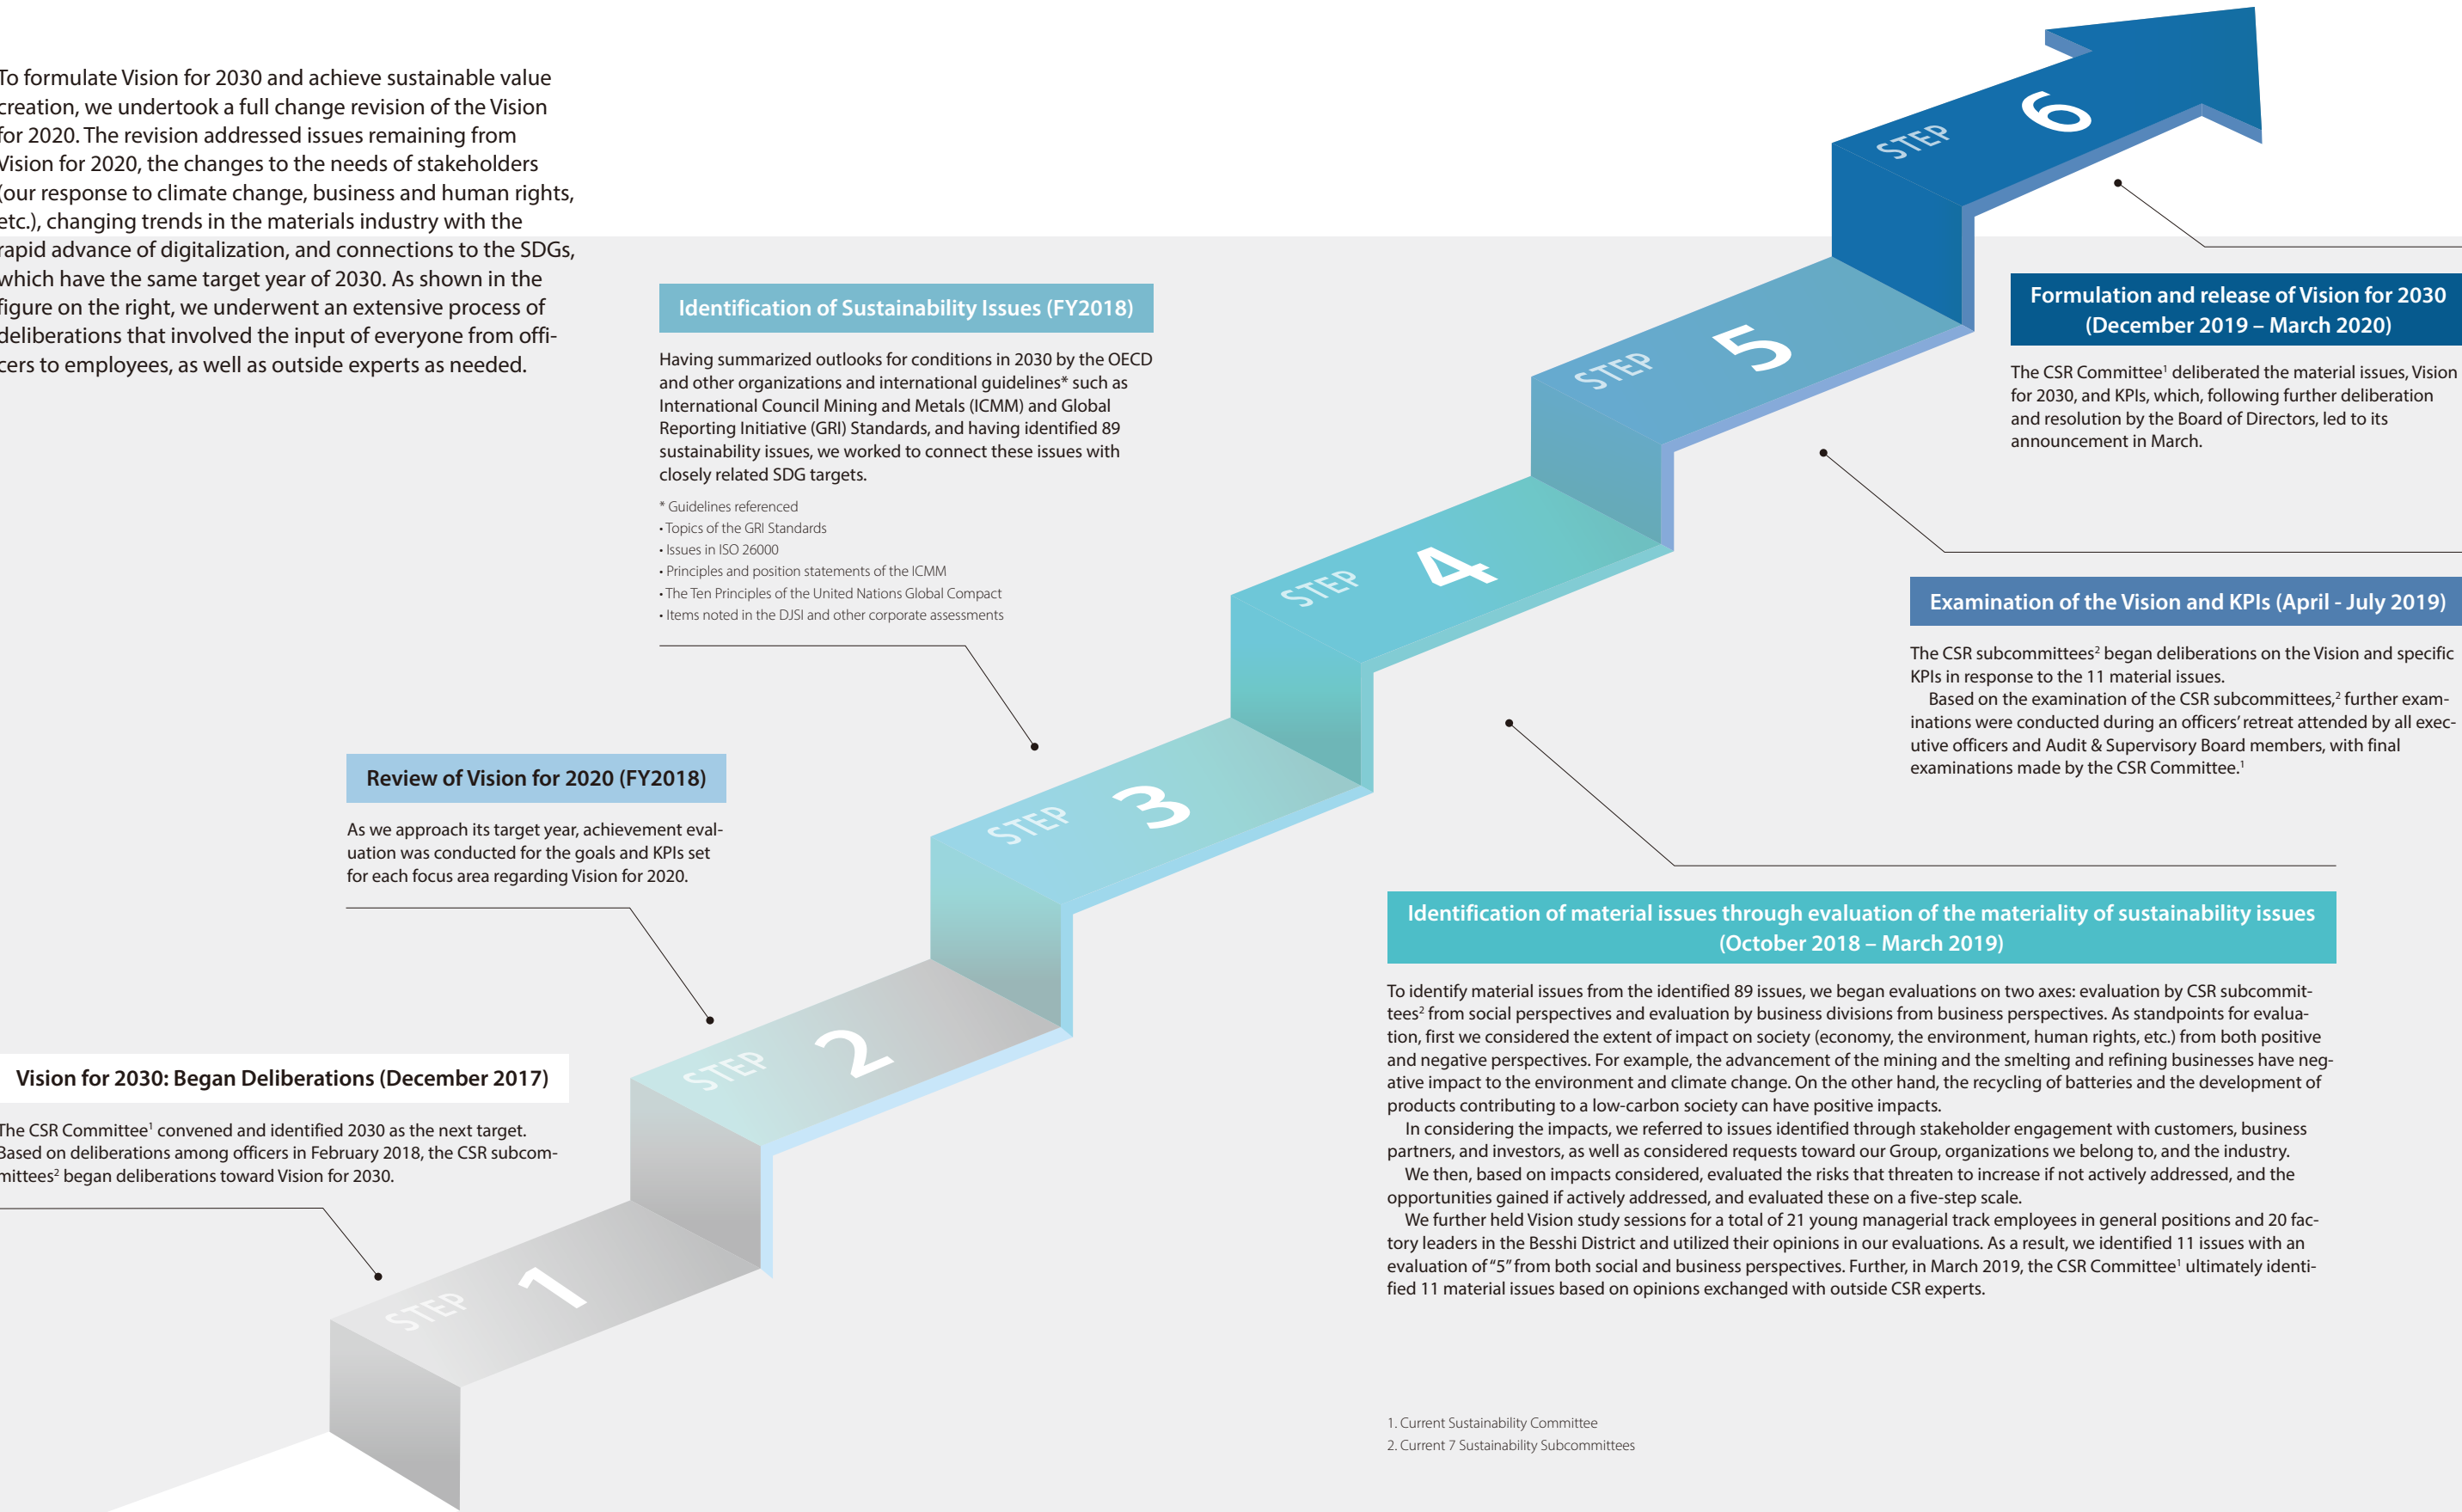 To formulate Vision for 2030 and achieve sustainable value
creation, we undertook a full change revision of the Vision
for 2020. The revision addressed issues remaining from
Vision for 2020, the changes to the needs of stakeholders
(our response to climate change, business and human rights,
etc.), changing trends in the materials industry with the
rapid advance of digitalization, and connections to the SDGs,
which have the same target year of 2030. As shown in the
figure on the right, we underwent an extensive process of
deliberations that involved the input of everyone from offi-
cers to employees, as well as outside experts as needed.
STEP 1
Vision for 2030: Began Deliberations (December 2017)
The CSR Committee¹ convened and identified 2030 as the next target.
Based on deliberations among officers in February 2018, the CSR subcom-
mittees² began deliberations toward Vision for 2030.
STEP 2
Review of Vision for 2020 (FY2018)
As we approach its target year, achievement eval-
uation was conducted for the goals and KPIs set
for each focus area regarding Vision for 2020.
STEP 3
Identification of Sustainability Issues (FY2018)
Having summarized outlooks for conditions in 2030 by the OECD
and other organizations and international guidelines* such as
International Council Mining and Metals (ICMM) and Global
Reporting Initiative (GRI) Standards, and having identified 89
sustainability issues, we worked to connect these issues with
closely related SDG targets.
* Guidelines referenced
• Topics of the GRI Standards
• Issues in ISO 26000
• Principles and position statements of the ICMM
• The Ten Principles of the United Nations Global Compact
• Items noted in the DJSI and other corporate assessments
STEP 4
Identification of material issues through evaluation of the materiality of sustainability issues
(October 2018 – March 2019)
To identify material issues from the identified 89 issues, we began evaluations on two axes: evaluation by CSR subcommit-
tees² from social perspectives and evaluation by business divisions from business perspectives. As standpoints for evalua-
tion, first we considered the extent of impact on society (economy, the environment, human rights, etc.) from both positive
and negative perspectives. For example, the advancement of the mining and the smelting and refining businesses have neg-
ative impact to the environment and climate change. On the other hand, the recycling of batteries and the development of
products contributing to a low-carbon society can have positive impacts.
In considering the impacts, we referred to issues identified through stakeholder engagement with customers, business
partners, and investors, as well as considered requests toward our Group, organizations we belong to, and the industry.
We then, based on impacts considered, evaluated the risks that threaten to increase if not actively addressed, and the
opportunities gained if actively addressed, and evaluated these on a five-step scale.
We further held Vision study sessions for a total of 21 young managerial track employees in general positions and 20 fac-
tory leaders in the Besshi District and utilized their opinions in our evaluations. As a result, we identified 11 issues with an
evaluation of “5” from both social and business perspectives. Further, in March 2019, the CSR Committee¹ ultimately identi-
fied 11 material issues based on opinions exchanged with outside CSR experts.
STEP 5
Examination of the Vision and KPIs (April - July 2019)
The CSR subcommittees² began deliberations on the Vision and specific
KPIs in response to the 11 material issues.
Based on the examination of the CSR subcommittees,² further exam-
inations were conducted during an officers’ retreat attended by all exec-
utive officers and Audit & Supervisory Board members, with final
examinations made by the CSR Committee.¹
STEP 6
Formulation and release of Vision for 2030
(December 2019 – March 2020)
The CSR Committee¹ deliberated the material issues, Vision
for 2030, and KPIs, which, following further deliberation
and resolution by the Board of Directors, led to its
announcement in March.
1. Current Sustainability Committee
2. Current 7 Sustainability Subcommittees